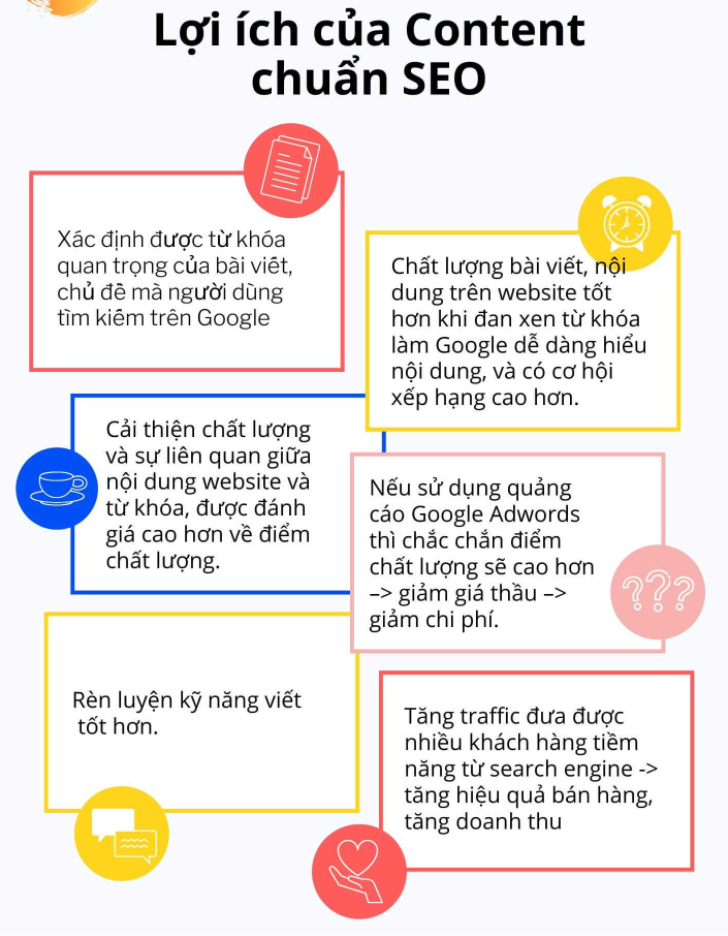 Lợi ích của Content
chuẩn SEO
Xác định được từ khóa
quan trọng của bài viết,
chủ đề mà người dùng
tìm kiếm trên Google
Chất lượng bài viết, nội
dung trên website tốt
hơn khi đan xen từ khóa
làm Google dễ dàng hiểu
nội dung, và có cơ hội
xếp hạng cao hơn.
Cải thiện chất lượng
và sự liên quan giữa
nội dung website và
từ khóa, được đánh
giá cao hơn về điểm
chất lượng.
Nếu sử dụng quảng
cáo Google Adwords
thì chắc chắn điểm
chất lượng sẽ cao hơn
–> giảm giá thầu –>
giảm chi phí.
???
Rèn luyện kỹ năng viết
tốt hơn.
Tăng traffic đưa được
nhiều khách hàng tiềm
năng từ search engine ->
tăng hiệu quả bán hàng,
tăng doanh thu